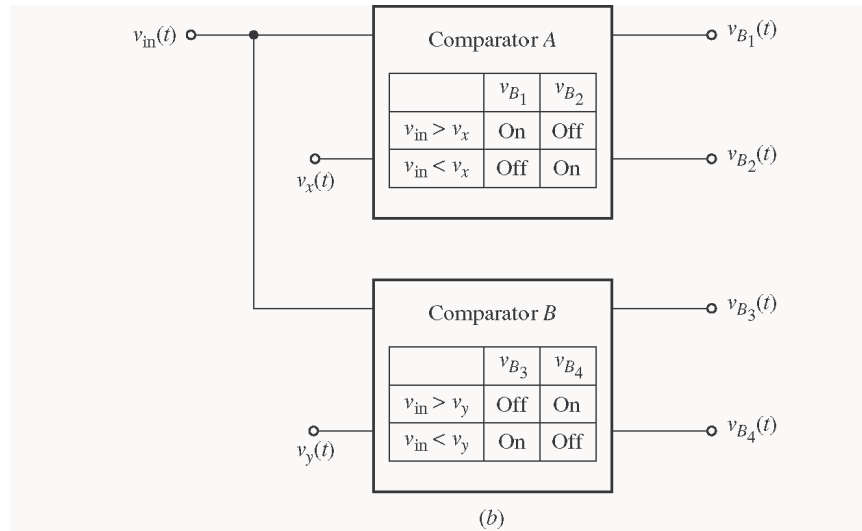 v_in(t)
Comparator A
v_B1(t)
v_B1 v_B2
v_in > v_x On Off
v_in < v_x Off On
v_x(t)
v_B2(t)
Comparator B
v_B3(t)
v_B3 v_B4
v_in > v_y Off On
v_in < v_y On Off
v_y(t)
v_B4(t)
(b)